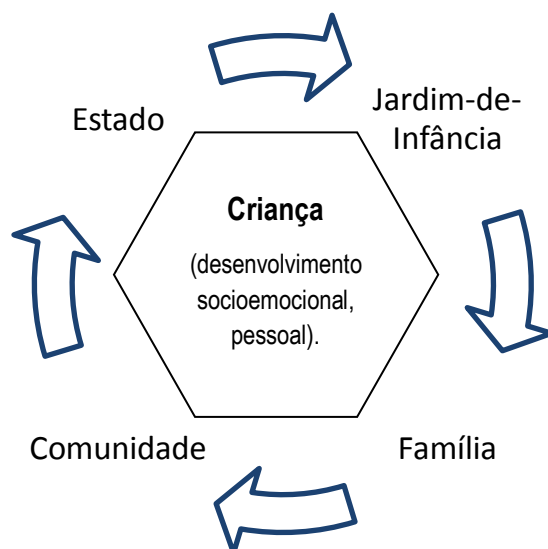 Estado
Jardim-de-
Infância
Criança
(desenvolvimento
socioemocional,
pessoal).
Comunidade
Família